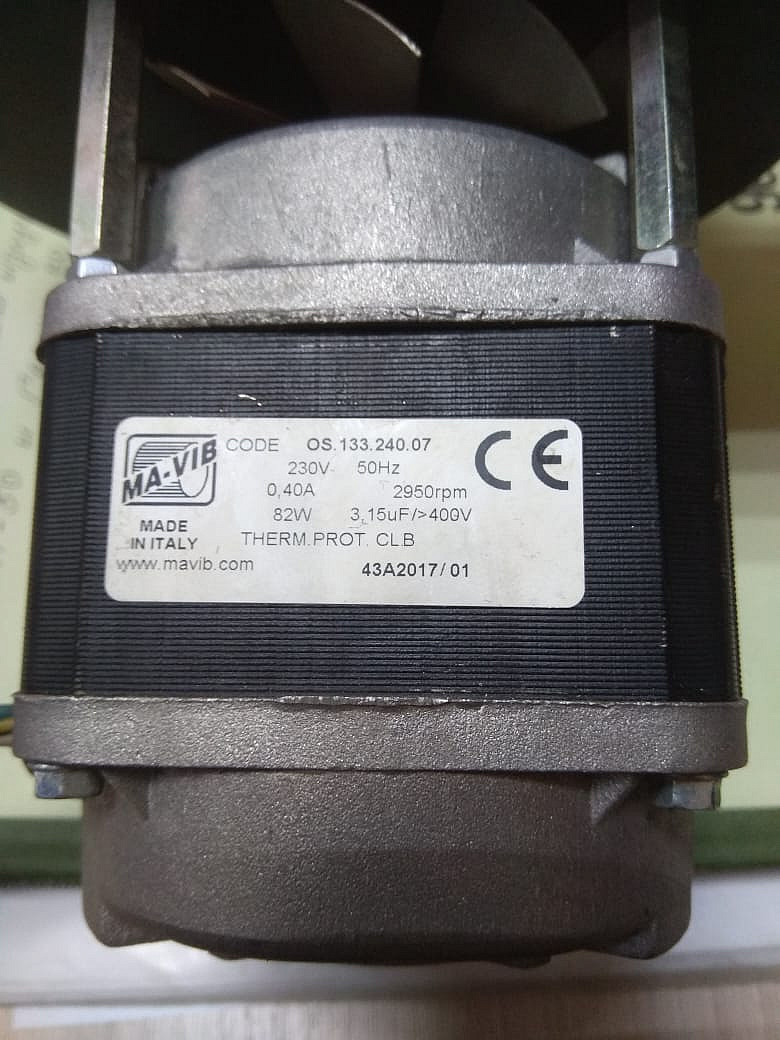 MA-VIB
CODE OS.133.240.07
CE
230V 50Hz
0,40A 2950rpm
82W 3,15uF/>400V
MADE
IN ITALY
THERM.PROT. CLB
www.mavib.com
43A2017/01